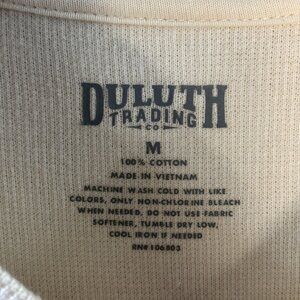 DULUTH
TRADING
CO
M
100% COTTON
MADE IN VIETNAM
MACHINE WASH COLD WITH LIKE
COLORS, ONLY NON-CHLORINE BLEACH
WHEN NEEDED, DO NOT USE FABRIC
SOFTENER, TUMBLE DRY LOW,
COOL IRON IF NEEDED
RN# 106803